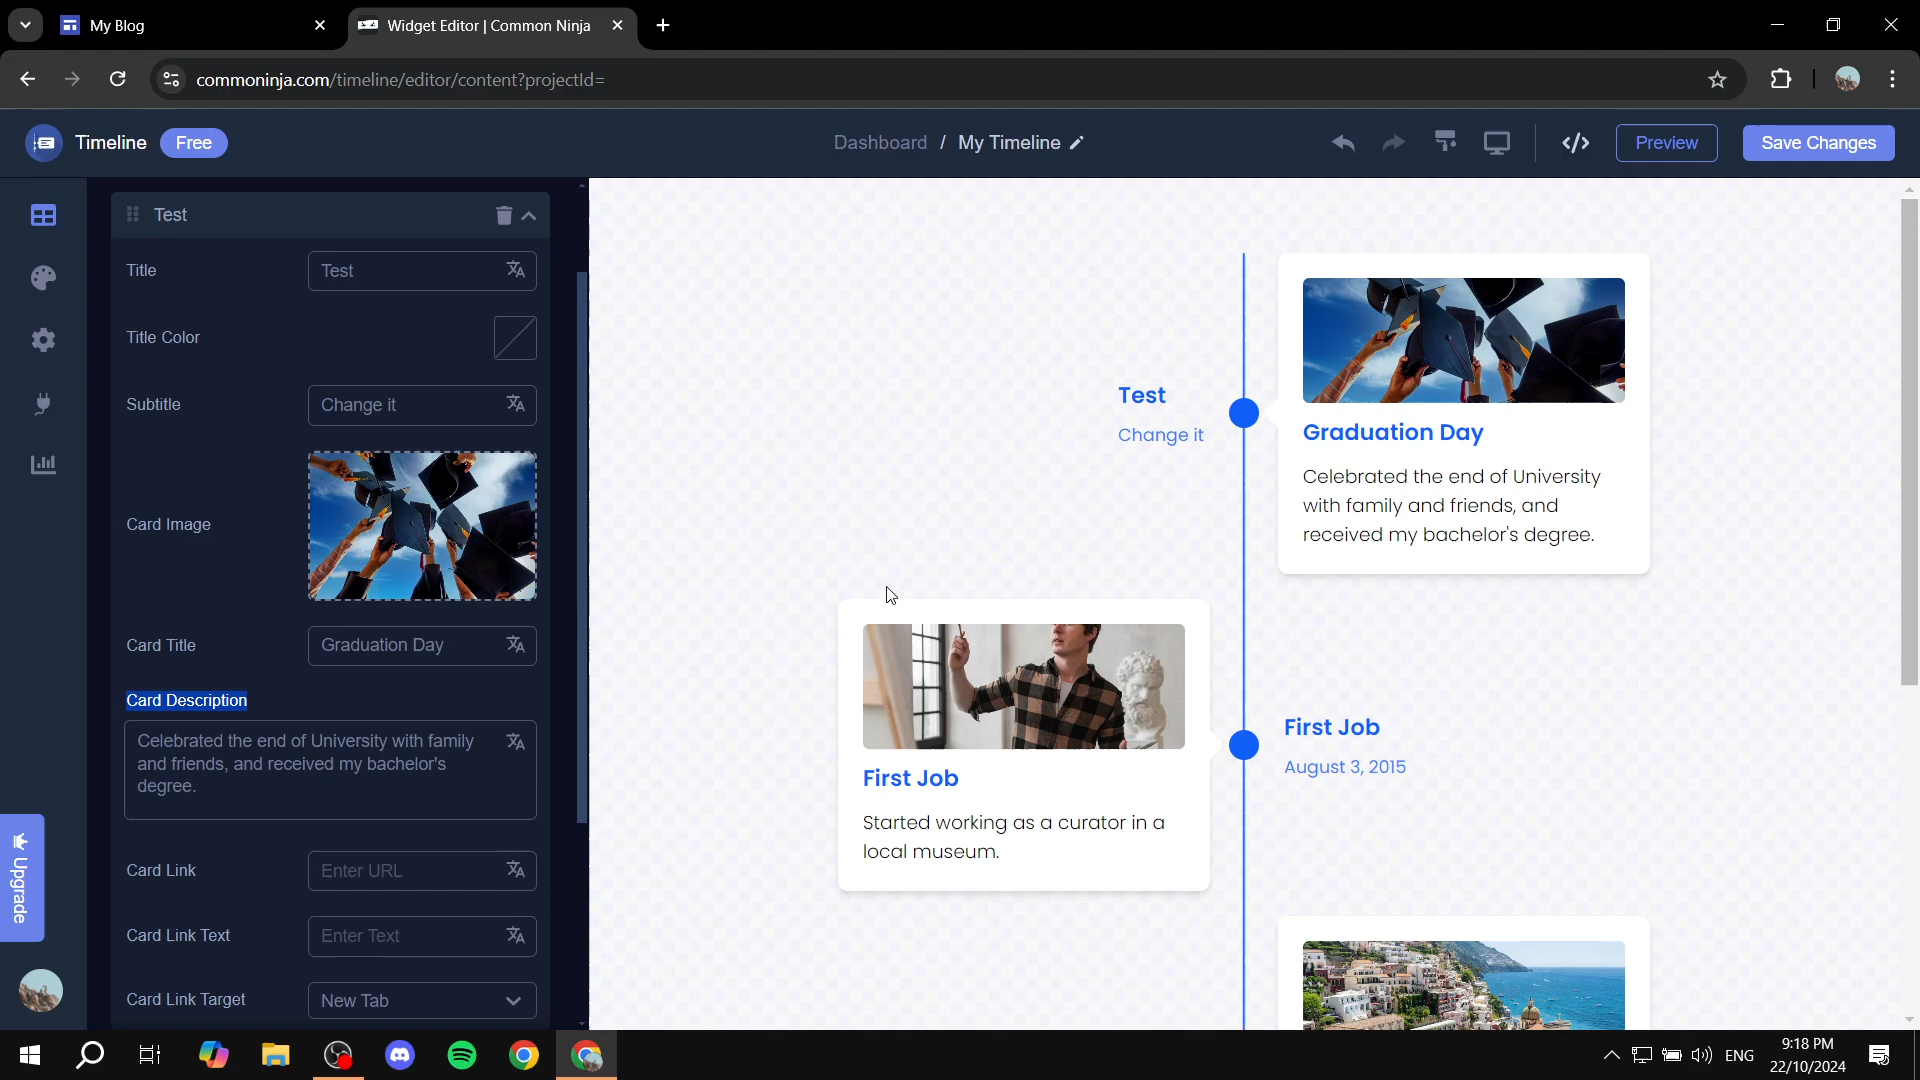 My Blog
Widget Editor | Common Ninja
commoninja.com/timeline/editor/content?projectId=
Timeline
Free
Dashboard / My Timeline
Preview
Save Changes
Test
Title
Test
Title Color
Subtitle
Change it
Card Image
Card Title
Graduation Day
Card Description
Celebrated the end of University with family
and friends, and received my bachelor's
degree.
Card Link
Enter URL
Card Link Text
Enter Text
Card Link Target
New Tab
Upgrade
Test
Change it
Graduation Day
Celebrated the end of University
with family and friends, and
received my bachelor's degree.
First Job
Started working as a curator in a
local museum.
First Job
August 3, 2015
ENG
9:18 PM
22/10/2024